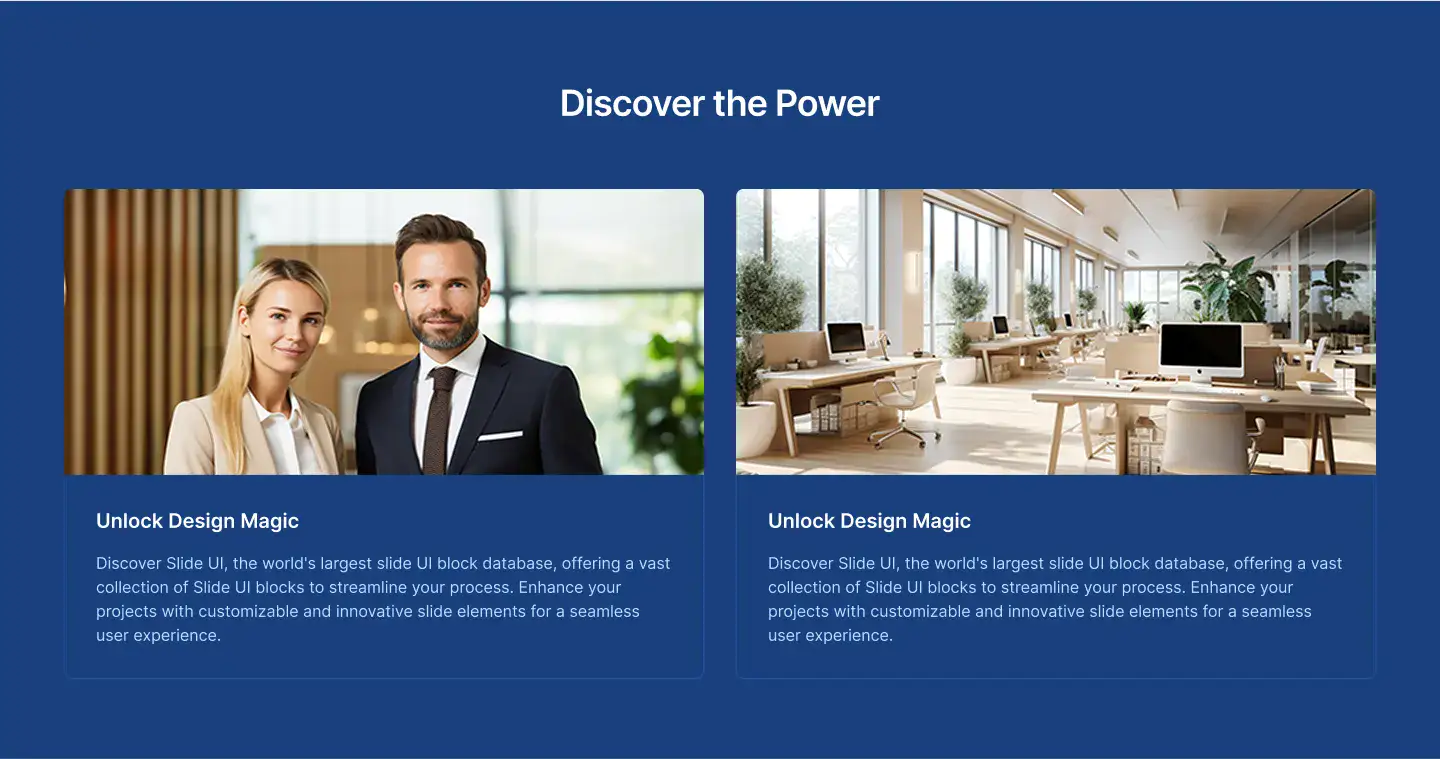 Discover the Power
Unlock Design Magic
Discover Slide UI, the world's largest slide UI block database, offering a vast
collection of Slide UI blocks to streamline your process. Enhance your
projects with customizable and innovative slide elements for a seamless
user experience.
Unlock Design Magic
Discover Slide UI, the world's largest slide UI block database, offering a vast
collection of Slide UI blocks to streamline your process. Enhance your
projects with customizable and innovative slide elements for a seamless
user experience.